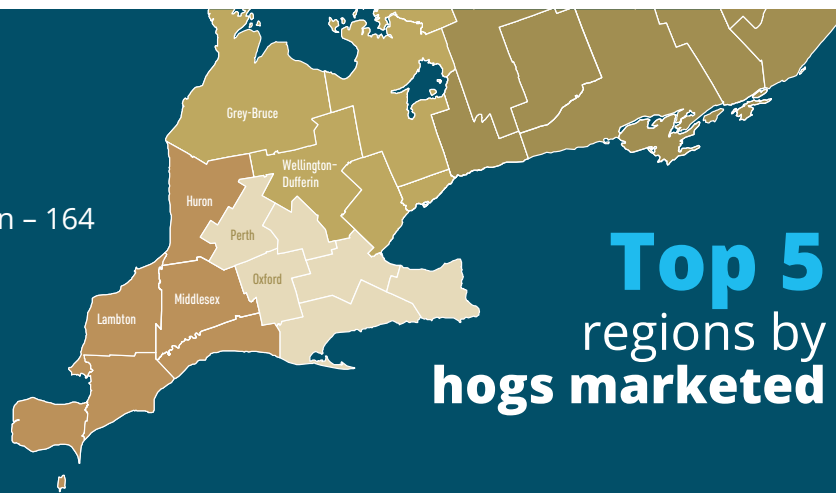 Grey-Bruce
Wellington-
Dufferin
Huron
n – 164
Perth
Oxford
Middlesex
Lambton
Top 5
regions by
hogs marketed